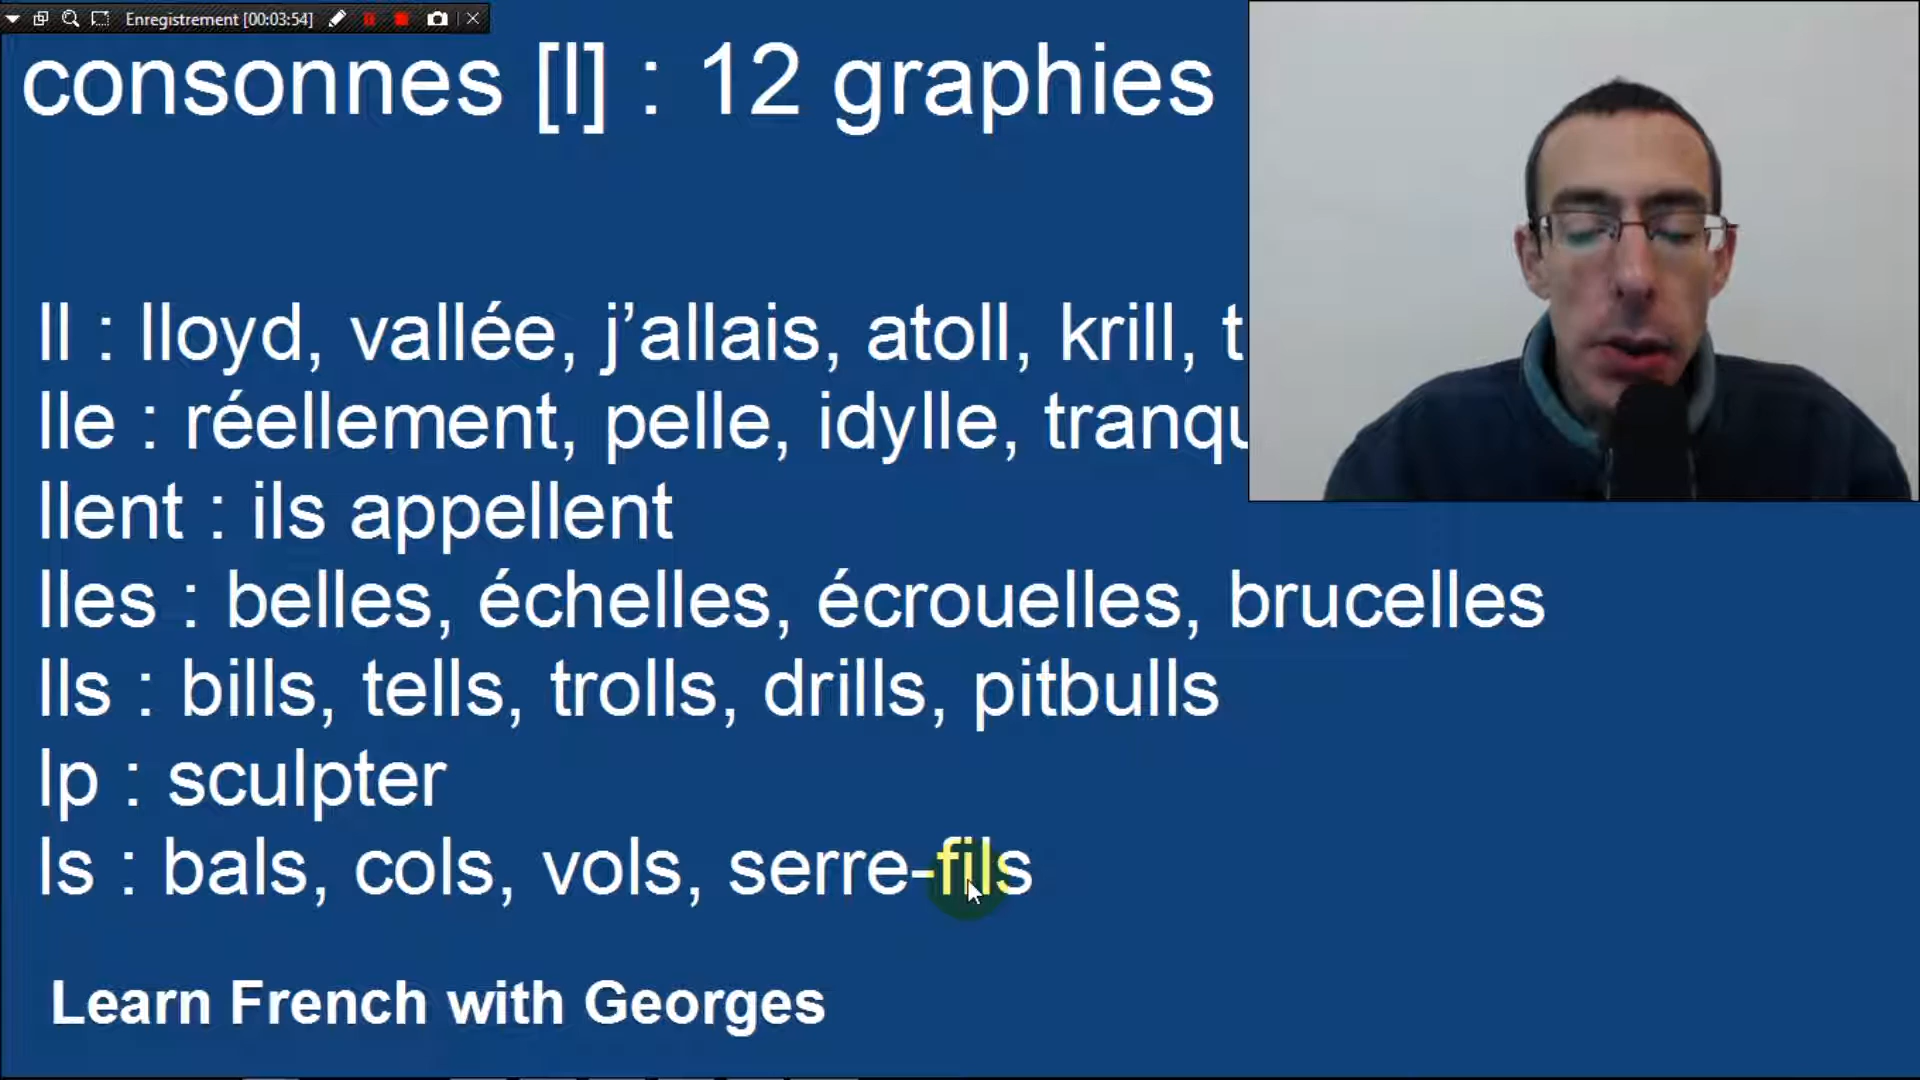 Enregistrement [00:03:54]
consonnes [l] : 12 graphies
ll : lloyd, vallée, j’allais, atoll, krill,
lle : réellement, pelle, idylle,
llent : ils appellent
lles : belles, échelles, écrouelles, brucelles
lls : bills, tells, trolls, drills, pitbulls
lp : sculpter
ls : bals, cols, vols, serre-fils
Learn French with Georges